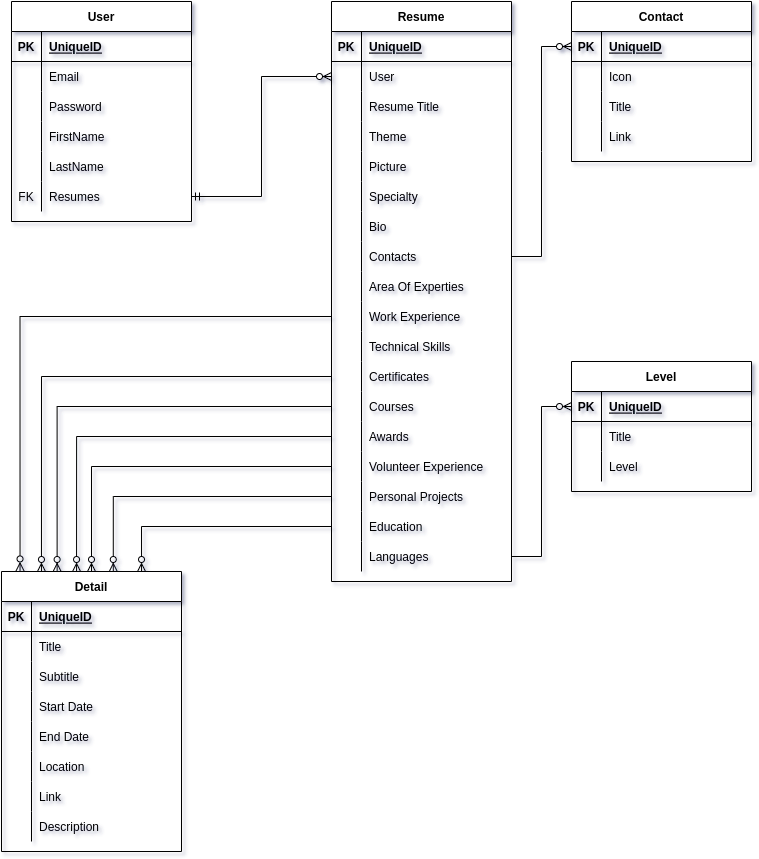 User
PK UniqueID
Email
Password
FirstName
LastName
FK Resumes
Resume
PK UniqueID
User
Resume Title
Theme
Picture
Specialty
Bio
Contacts
Area Of Experties
Work Experience
Technical Skills
Certificates
Courses
Awards
Volunteer Experience
Personal Projects
Education
Languages
Contact
PK UniqueID
Icon
Title
Link
Level
PK UniqueID
Title
Level
Detail
PK UniqueID
Title
Subtitle
Start Date
End Date
Location
Link
Description